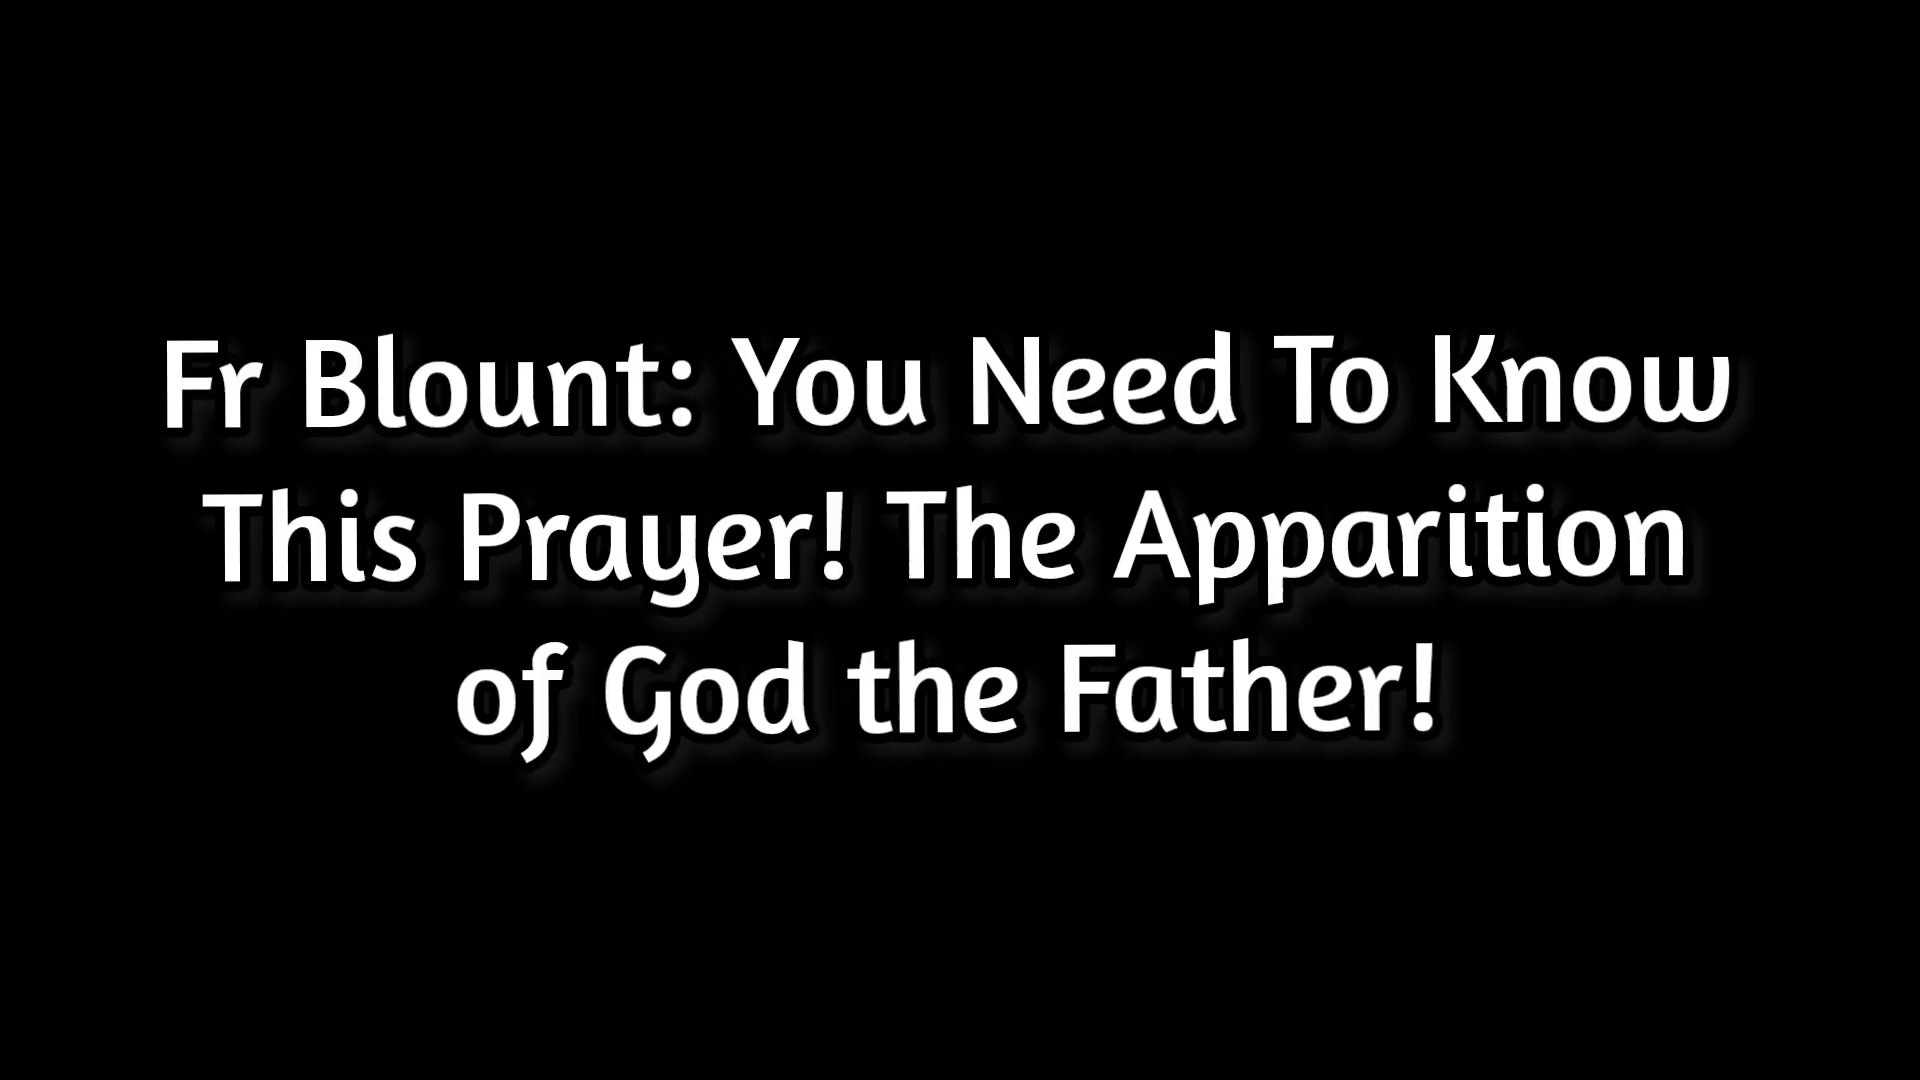 Fr Blount: You Need To Know
This Prayer! The Apparition
of God the Father!